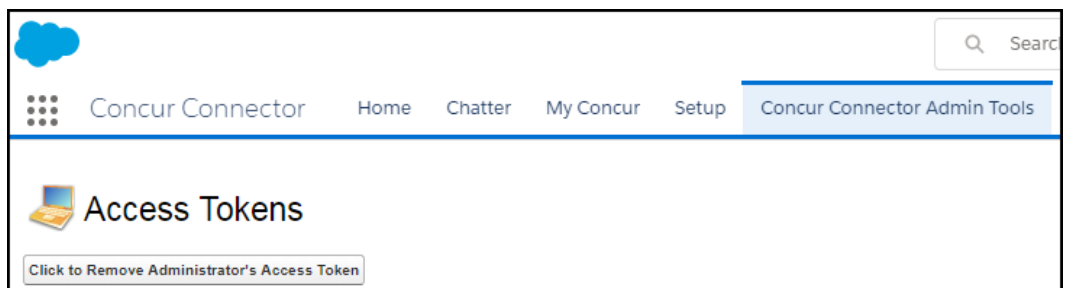 Search
Concur Connector Home Chatter My Concur Setup Concur Connector Admin Tools
Access Tokens
Click to Remove Administrator's Access Token